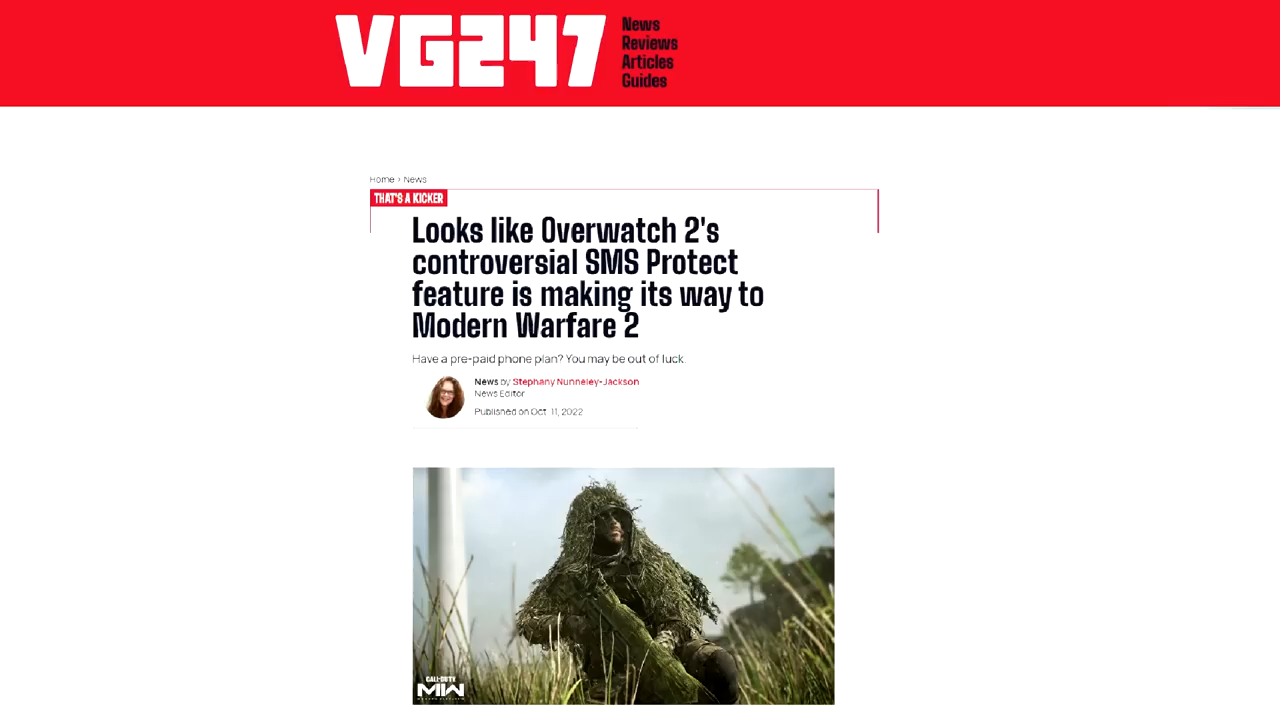 VG247
News
Reviews
Articles
Guides
Home > News
THAT'S A KICKER
Looks like Overwatch 2's
controversial SMS Protect
feature is making its way to
Modern Warfare 2
Have a pre-paid phone plan? You may be out of luck.
News by Stephany Nunneley-Jackson
News Editor
Published on Oct. 11, 2022
CALL OF DUTY
MW